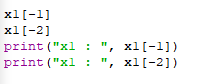 x1[-1]
x1[-2]
print("x1 : ", x1[-1])
print("x1 : ", x1[-2])